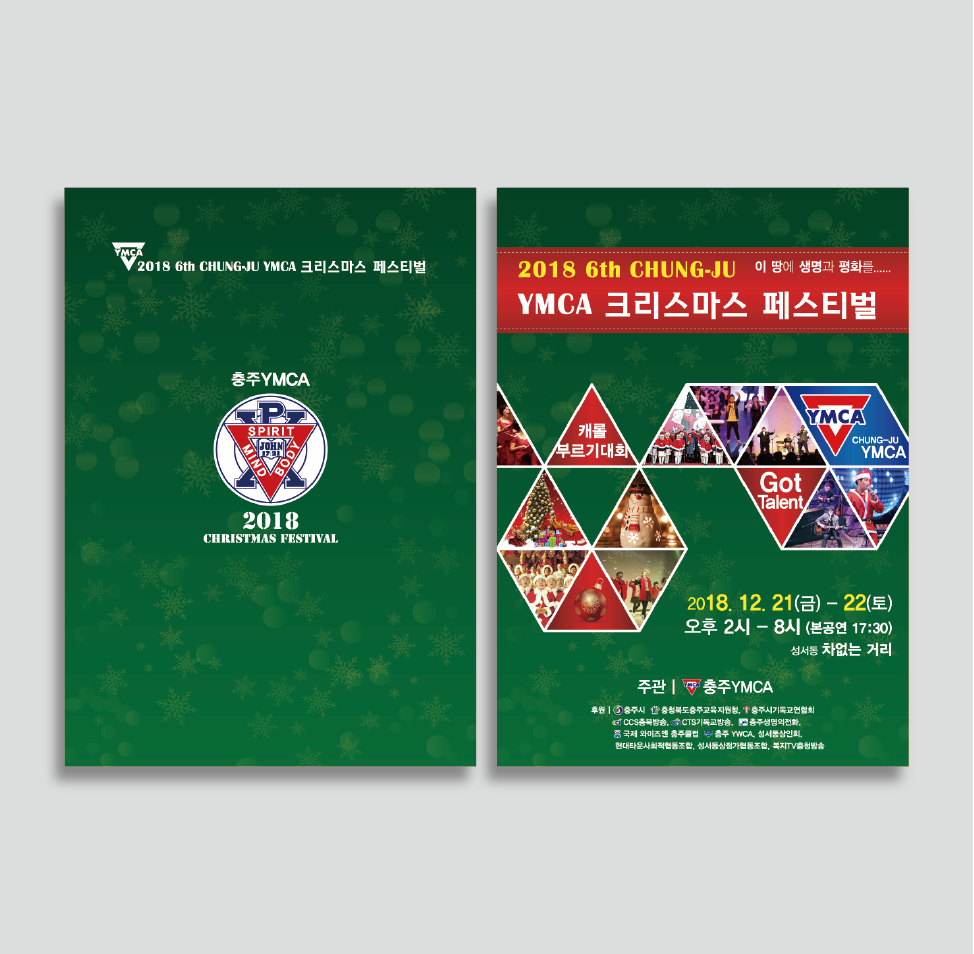 YMCA
2018 6th CHUNG-JU YMCA 크리스마스 페스티벌
충주YMCA
P
SPIRIT
MIND
BODY
JOHN
17:21
2018
CHRISTMAS FESTIVAL
2018 6th CHUNG-JU 이 땅에 생명과 평화를......
YMCA 크리스마스 페스티벌
캐롤
부르기대회
YMCA
CHUNG-JU
YMCA
Got
Talent
2018. 12. 21(금) – 22(토)
오후 2시 – 8시 (본공연 17:30)
성서동 차없는 거리
주관 | YMCA 충주YMCA
후원 | 충주시 충청북도충주교육지원청, 충주시기독교연합회
CCS충북방송, CTS기독교방송, 충주생명의전화,
국제 와이즈멘 충주클럽 충주 YWCA, 성서동상인회,
현대타운사회적협동조합, 성서동상점가협동조합, 복지TV충청방송